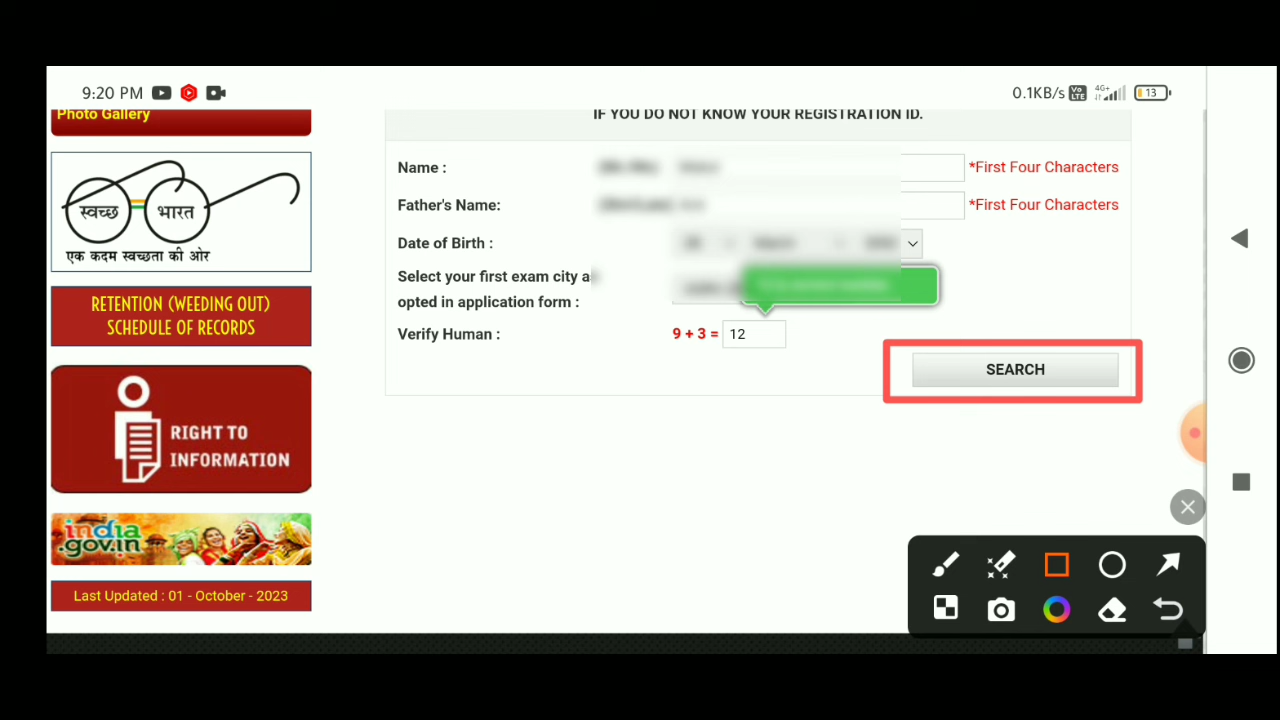 9:20 PM
0.1KB/s Vo LTE 4G+ 13
Photo Gallery
IF YOU DO NOT KNOW YOUR REGISTRATION ID.
Name :
*First Four Characters
Father's Name:
*First Four Characters
Date of Birth :
Select your first exam city a
opted in application form :
Verify Human :
9 + 3 = 12
SEARCH
स्वच्छ भारत
एक कदम स्वच्छता की ओर
RETENTION (WEEDING OUT)
SCHEDULE OF RECORDS
RIGHT TO
INFORMATION
india
.gov.in
Last Updated : 01 - October - 2023